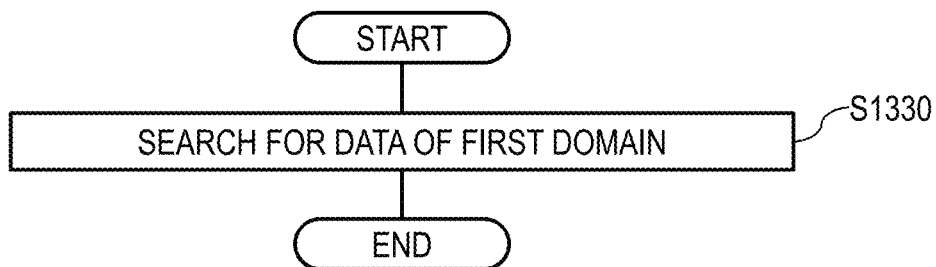 START
SEARCH FOR DATA OF FIRST DOMAIN
S1330
END